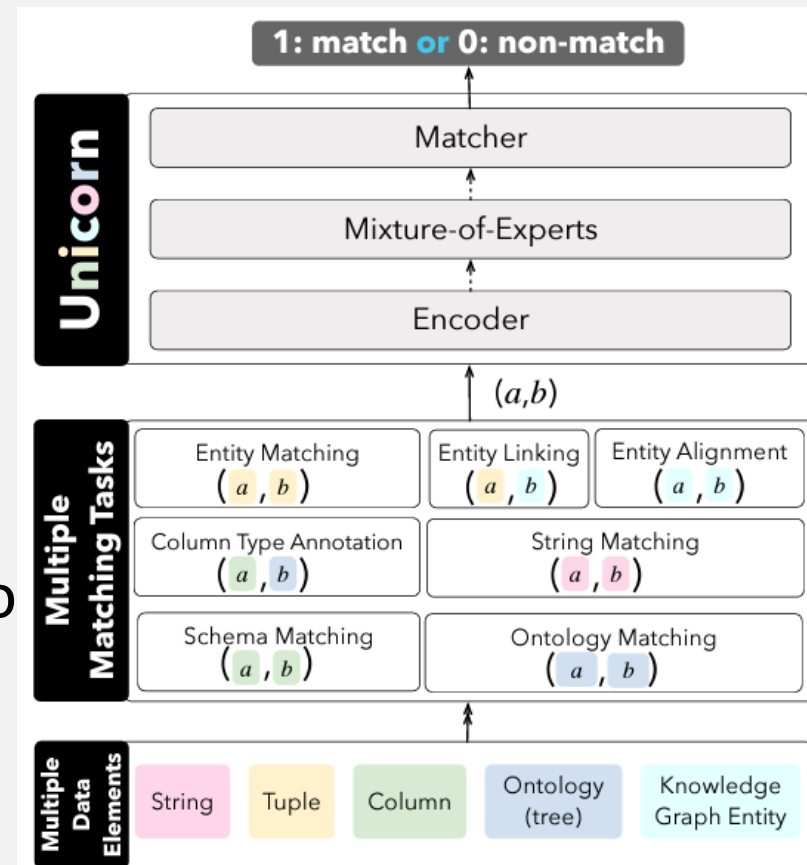 1: match or 0: non-match
Unicorn
Matcher
Mixture-of-Experts
Encoder
(a,b)
Multiple
Matching Tasks
Entity Matching
(a, b)
Entity Linking
(a, b)
Entity Alignment
(a, b)
Column Type Annotation
(a, b)
String Matching
(a, b)
Schema Matching
(a, b)
Ontology Matching
(a, b)
Multiple
Data
Elements
String
Tuple
Column
Ontology
(tree)
Knowledge
Graph Entity